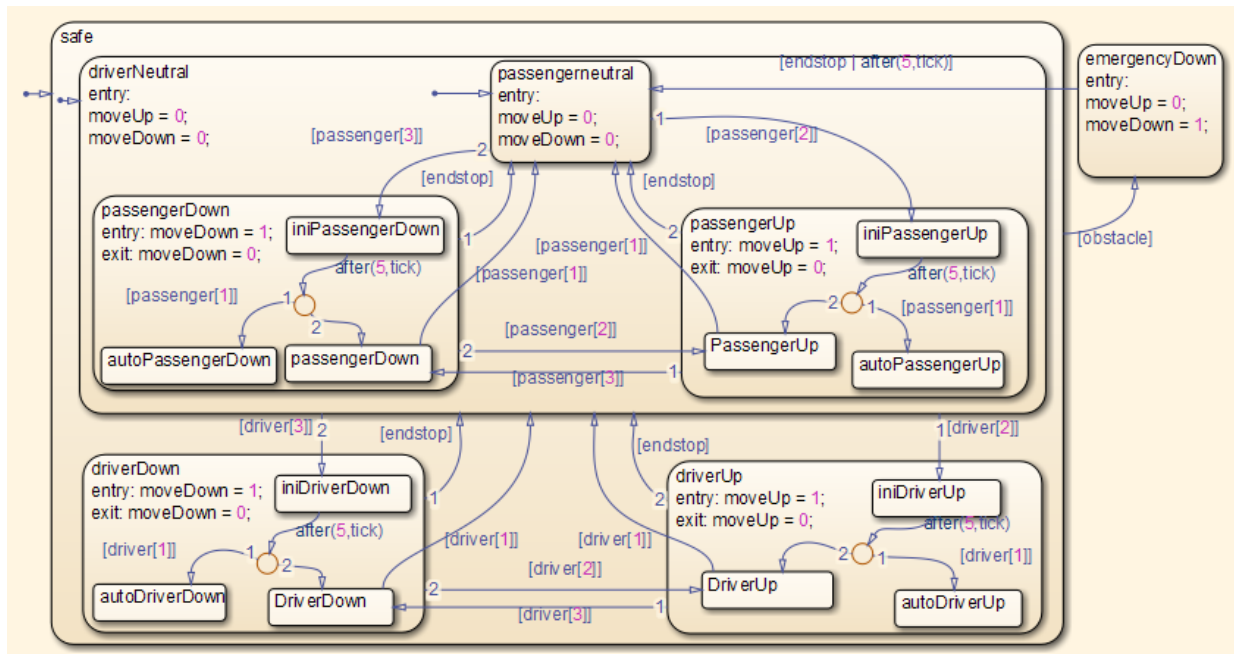 safe
driverNeutral
entry:
moveUp = 0;
moveDown = 0;
passengerneutral
entry:
moveUp = 0;
moveDown = 0;
[endstop | after(5,tick)]
emergencyDown
entry:
moveUp = 0;
moveDown = 1;
[obstacle]
[passenger[3]]
2
1
[passenger[2]]
[endstop]
[endstop]
passengerDown
entry: moveDown = 1;
exit: moveDown = 0;
iniPassengerDown
after(5,tick)
[passenger[1]]
1
2
autoPassengerDown
passengerDown
1
[passenger[1]]
[passenger[1]]
2
[passenger[2]]
2
[passenger[3]]
1
passengerUp
entry: moveUp = 1;
exit: moveUp = 0;
iniPassengerUp
after(5,tick)
2
1
[passenger[1]]
PassengerUp
autoPassengerUp
[driver[3]]
2
[endstop]
[endstop]
1
[driver[2]]
driverDown
entry: moveDown = 1;
exit: moveDown = 0;
iniDriverDown
after(5,tick)
[driver[1]]
1
2
autoDriverDown
DriverDown
1
[driver[1]]
[driver[1]]
2
2
[driver[2]]
1
[driver[3]]
driverUp
entry: moveUp = 1;
exit: moveUp = 0;
iniDriverUp
after(5,tick)
2
1
[driver[1]]
DriverUp
autoDriverUp